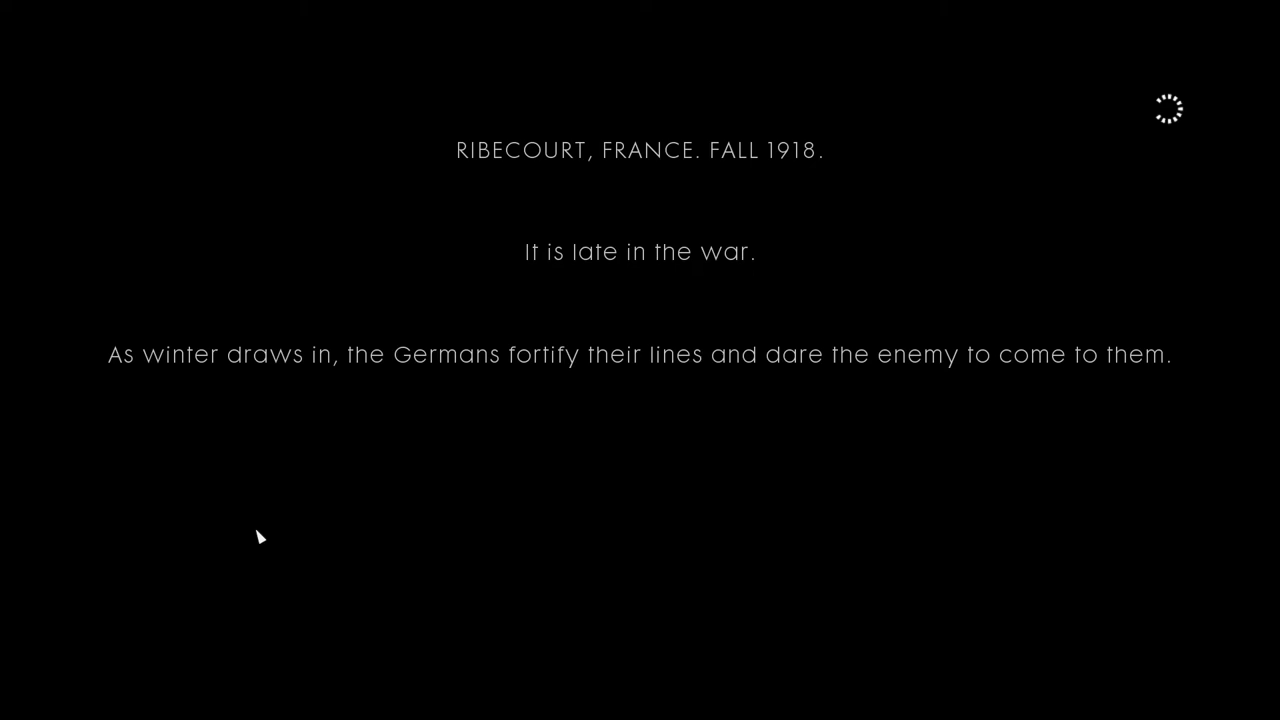 RIBECOURT, FRANCE. FALL 1918.
It is late in the war.
As winter draws in, the Germans fortify their lines and dare the enemy to come to them.